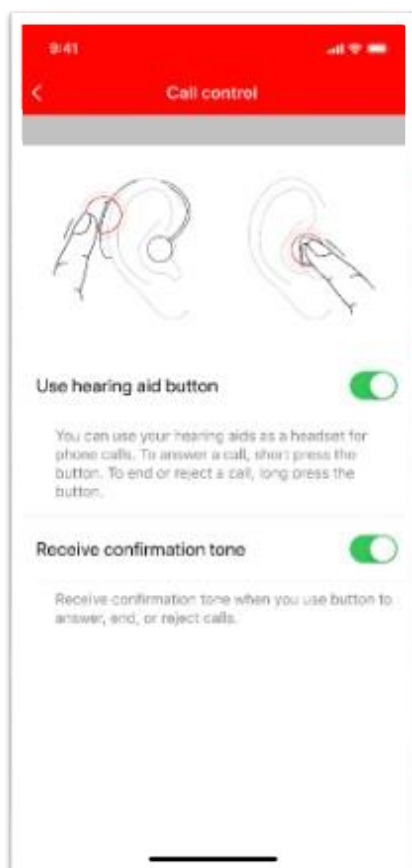 9:41
Call control
Use hearing aid button
You can use your hearing aids as a headset for
phone calls. To answer a call, short press the
button. To end or reject a call, long press the
button.
Receive confirmation tone
Receive confirmation tone when you use button to
answer, end, or reject calls.